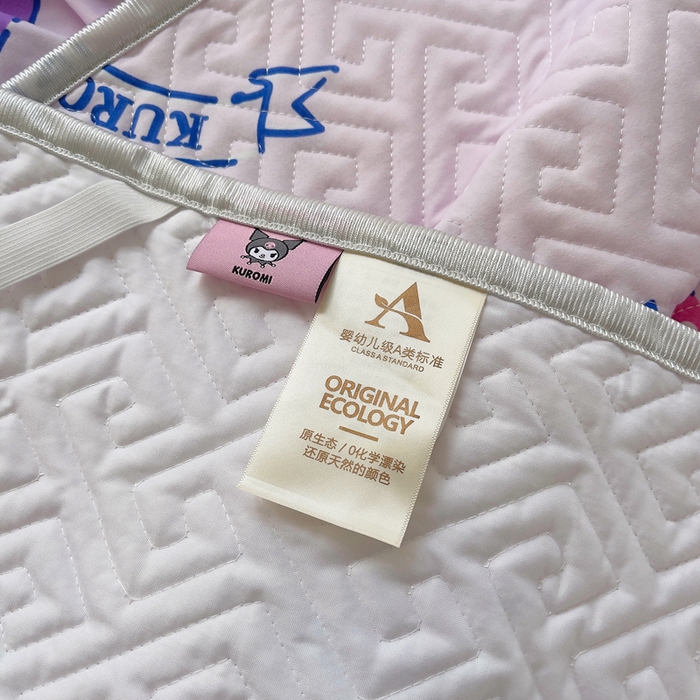 KURO
KUROMI
A
婴幼儿级A类标准
CLASS A STANDARD
ORIGINAL
ECOLOGY
原生态 / 0化学漂染
还原天然的颜色